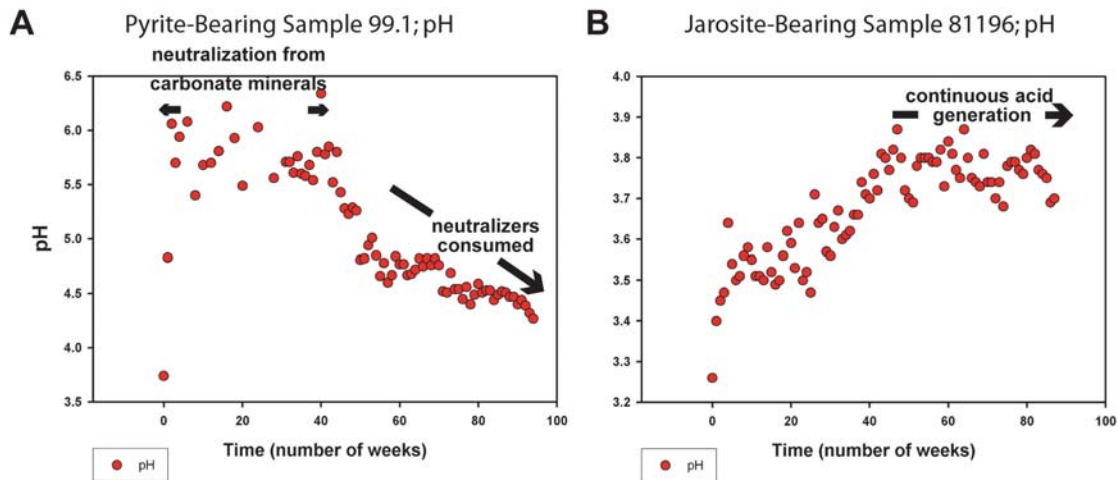 A
Pyrite-Bearing Sample 99.1; pH
neutralization from
carbonate minerals
neutralizers
consumed
pH
6.5
6.0
5.5
5.0
4.5
4.0
3.5
0 20 40 60 80 100
Time (number of weeks)
pH
B
Jarosite-Bearing Sample 81196; pH
continuous acid
generation
4.0
3.9
3.8
3.7
3.6
3.5
3.4
3.3
3.2
0 20 40 60 80 100
Time (number of weeks)
pH